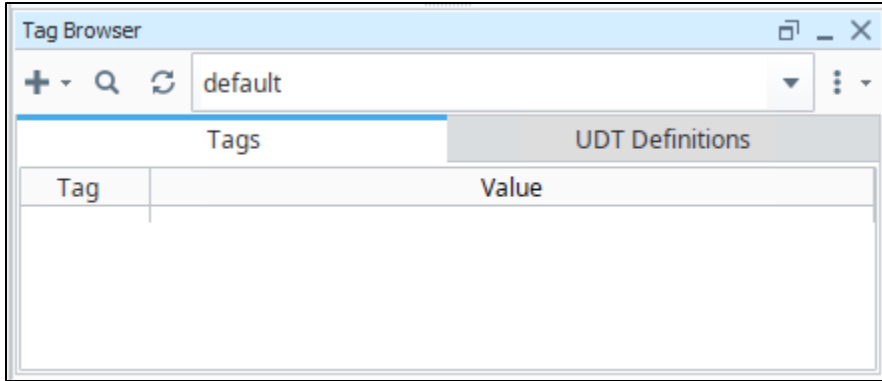 Tag Browser
default
Tags UDT Definitions
Tag Value